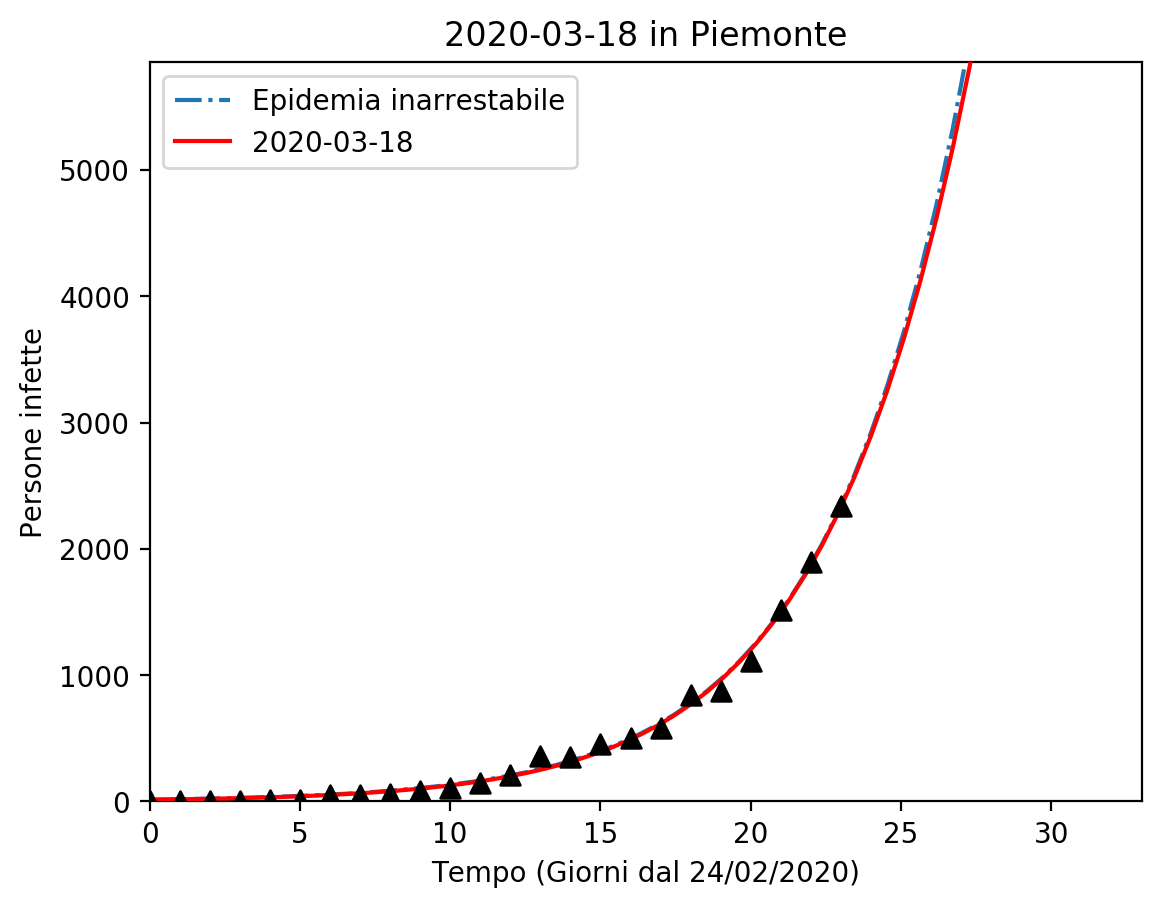 2020-03-18 in Piemonte
Epidemia inarrestabile
2020-03-18
Persone infette
5000
4000
3000
2000
1000
0
0 5 10 15 20 25 30
Tempo (Giorni dal 24/02/2020)